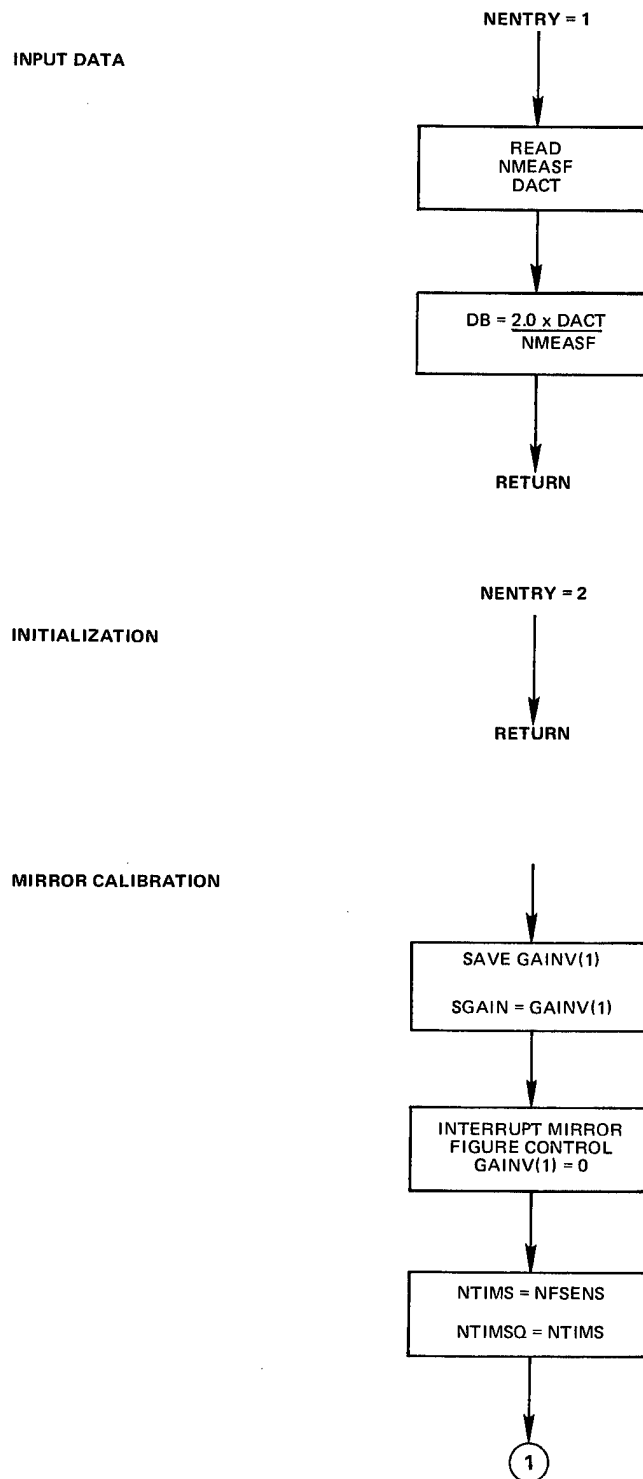 NENTRY = 1
INPUT DATA
READ
NMEASF
DACT
DB = 2.0 x DACT
NMEASF
RETURN
NENTRY = 2
INITIALIZATION
RETURN
MIRROR CALIBRATION
SAVE GAINV(1)
SGAIN = GAINV(1)
INTERRUPT MIRROR
FIGURE CONTROL
GAINV(1) = 0
NTIMS = NFSENS
NTIMSQ = NTIMS
1